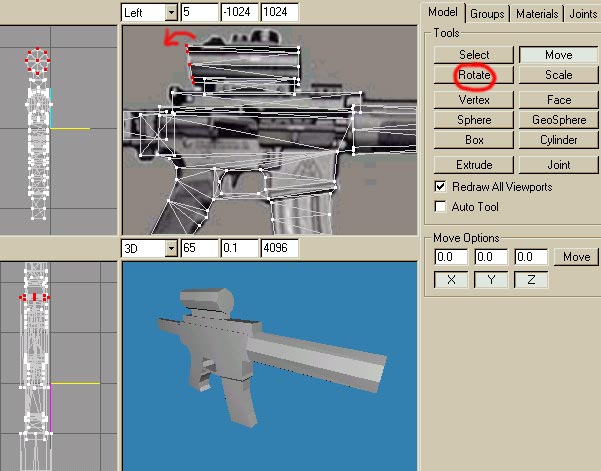 Left 5 -1024 1024
Model Groups Materials Joints
Tools
Select Move
Rotate Scale
Vertex Face
Sphere GeoSphere
Box Cylinder
Extrude Joint
Redraw All Viewports
Auto Tool
Move Options
0.0 0.0 0.0 Move
X Y Z
3D 65 0.1 4096